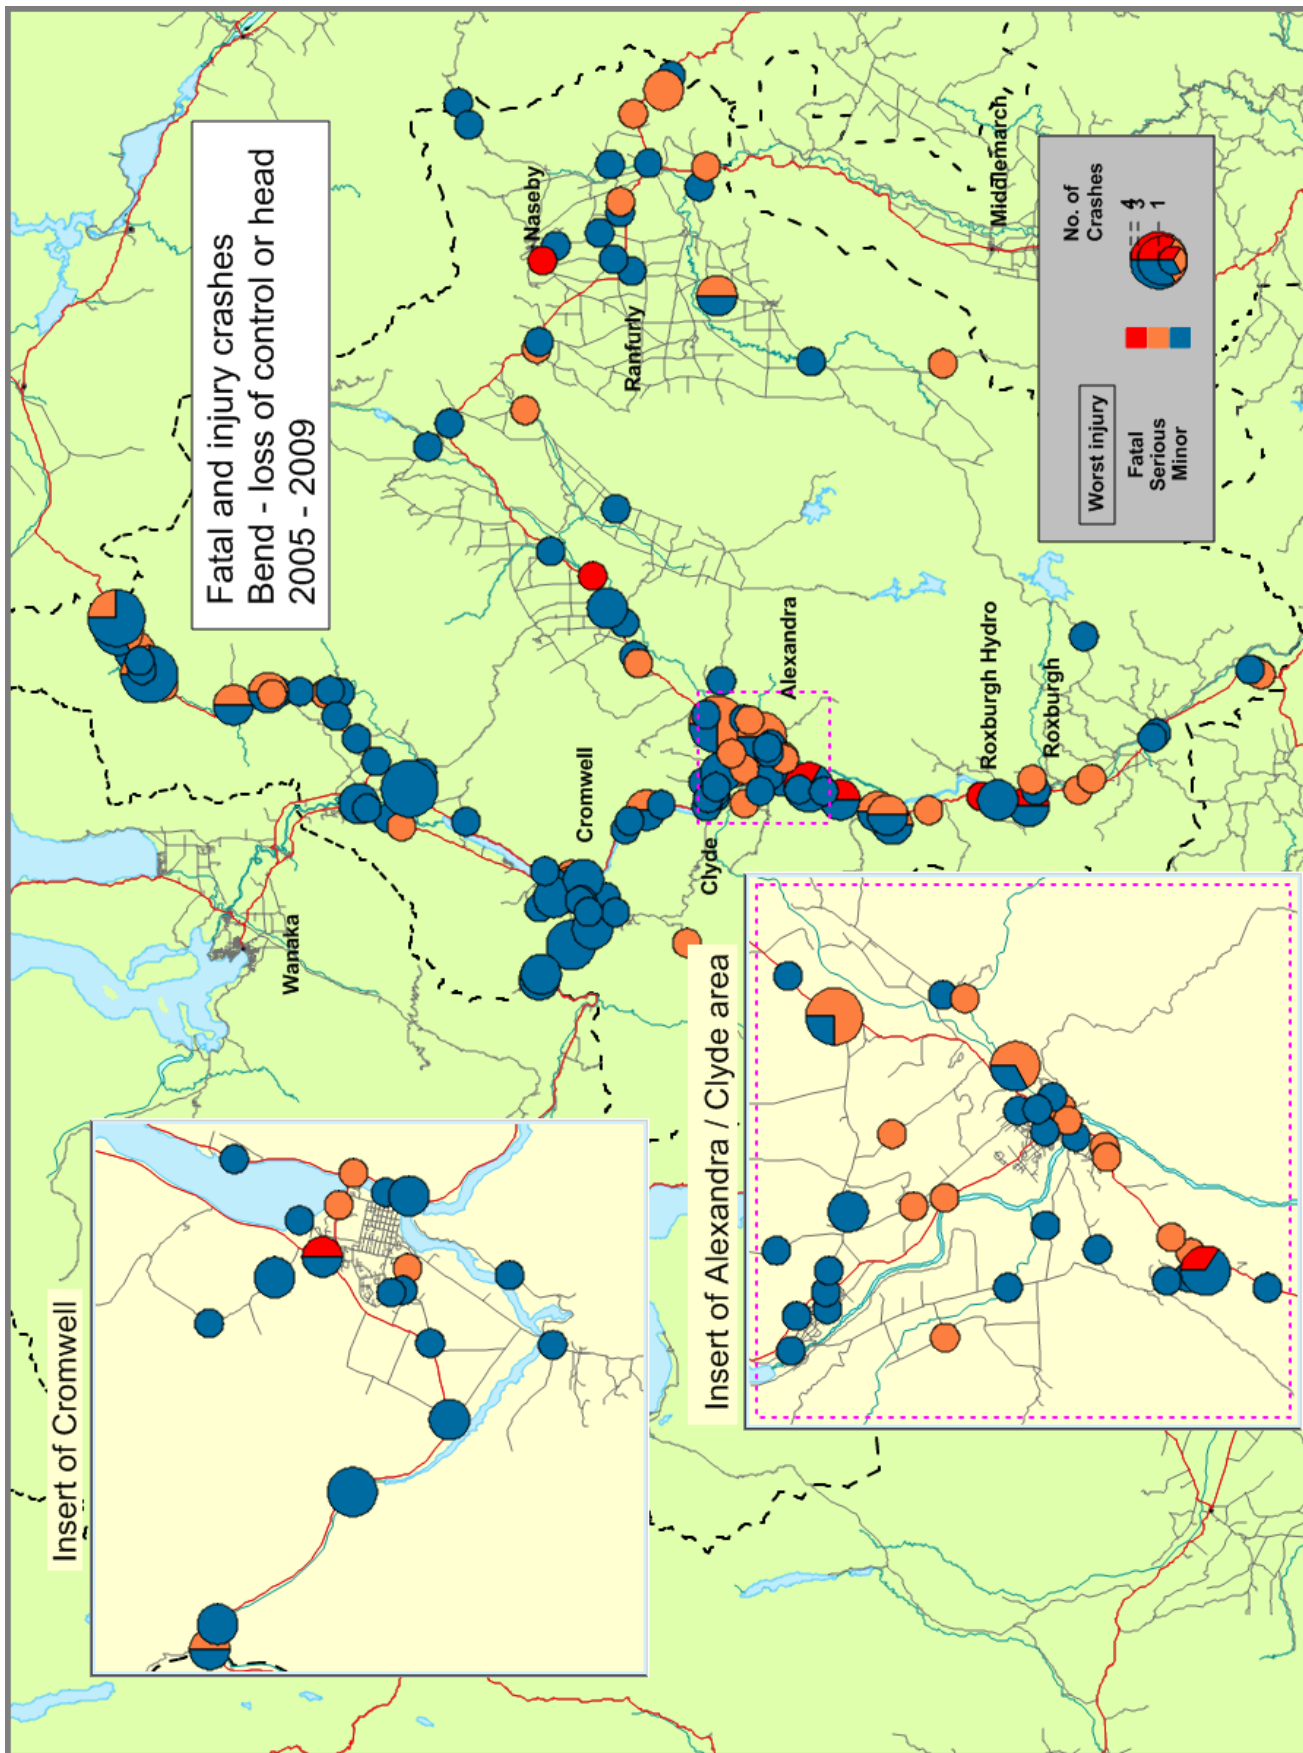 Fatal and injury crashes
Bend - loss of control or head
2005 - 2009
Insert of Cromwell
Wanaka
Cromwell
Clyde
Alexandra
Naseby
Ranfurly
Middlemarch
Roxburgh Hydro
Roxburgh
Insert of Alexandra / Clyde area
Worst injury
Fatal
Serious
Minor
No. of
Crashes
4
3
1